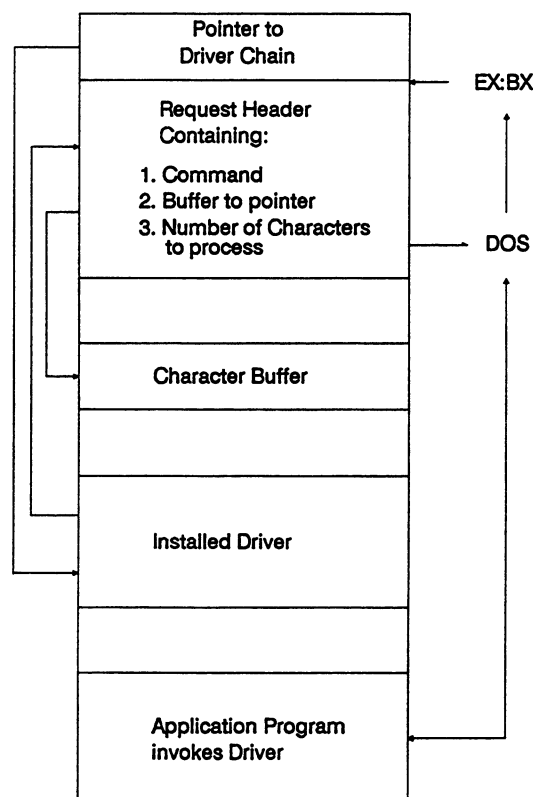 Pointer to
Driver Chain
EX:BX
Request Header
Containing:
1. Command
2. Buffer to pointer
3. Number of Characters
to process
DOS
Character Buffer
Installed Driver
Application Program
invokes Driver